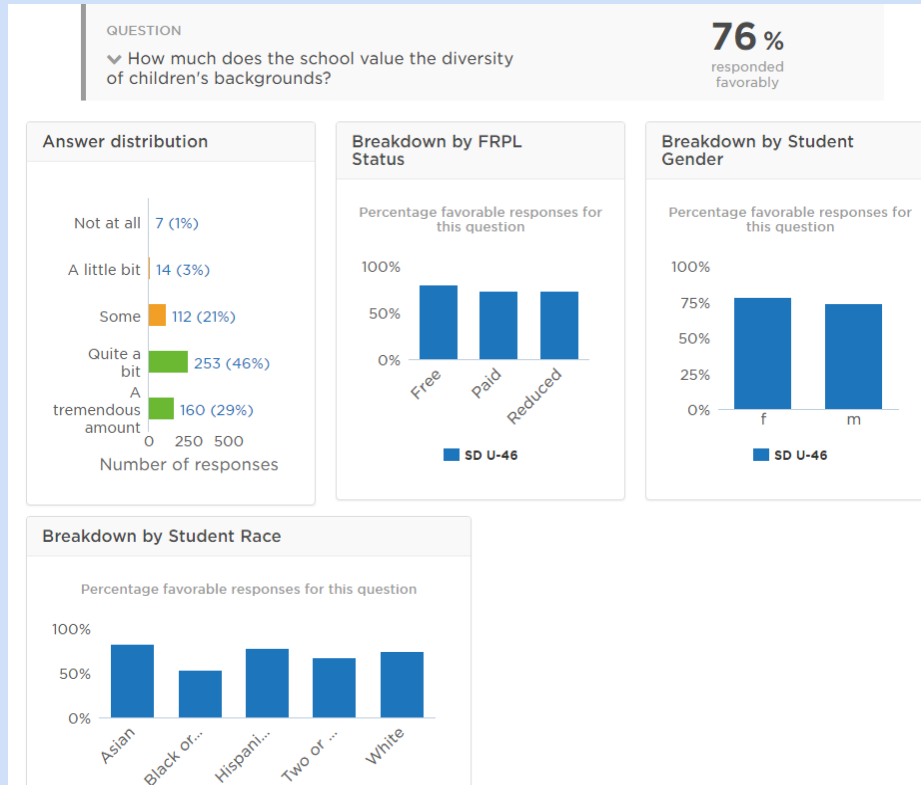 QUESTION
How much does the school value the diversity
of children's backgrounds?
76 %
responded
favorably
Answer distribution
Not at all 7 (1%)
A little bit 14 (3%)
Some 112 (21%)
Quite a
bit 253 (46%)
A
tremendous
amount 160 (29%)
0 250 500
Number of responses
Breakdown by FRPL
Status
Percentage favorable responses for
this question
100%
50%
0%
Free
Paid
Reduced
SD U-46
Breakdown by Student
Gender
Percentage favorable responses for
this question
100%
75%
50%
25%
0%
f
m
SD U-46
Breakdown by Student Race
Percentage favorable responses for this question
100%
50%
0%
Asian
Black or...
Hispani...
Two or ...
White